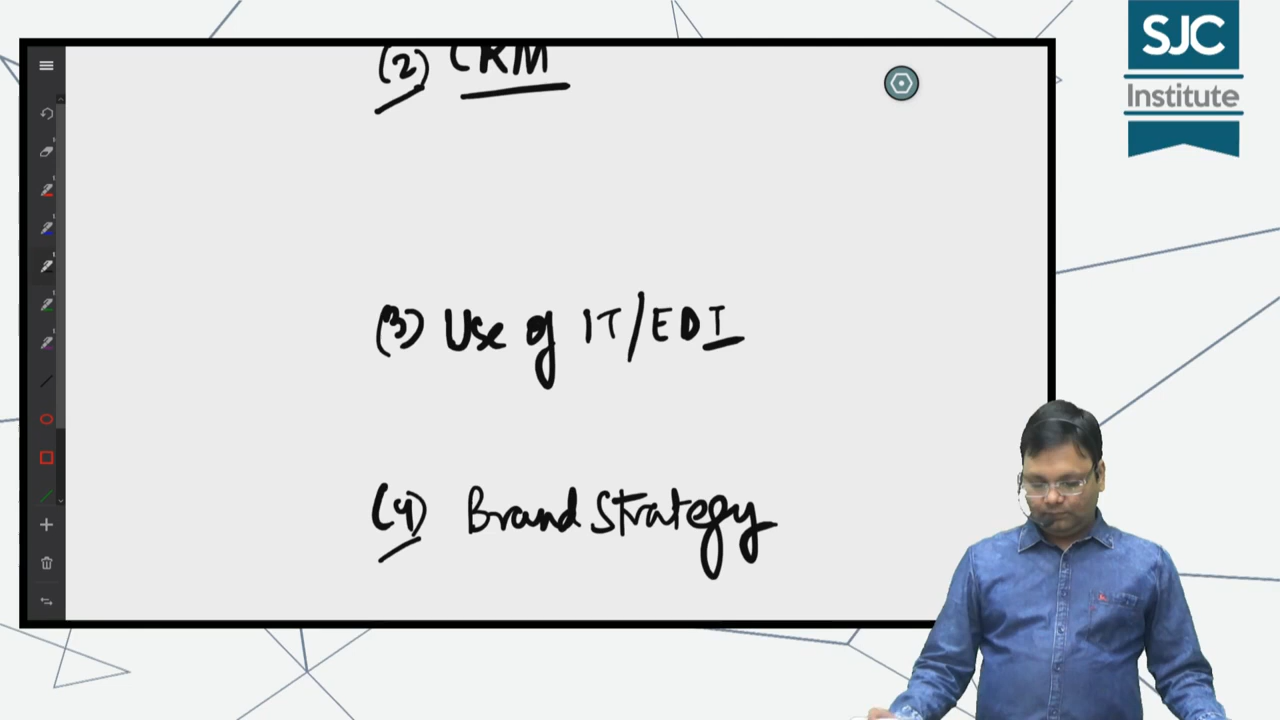 (2) CRM
SJC
Institute
(3) Use of IT/EDI
(4) Brand Strategy